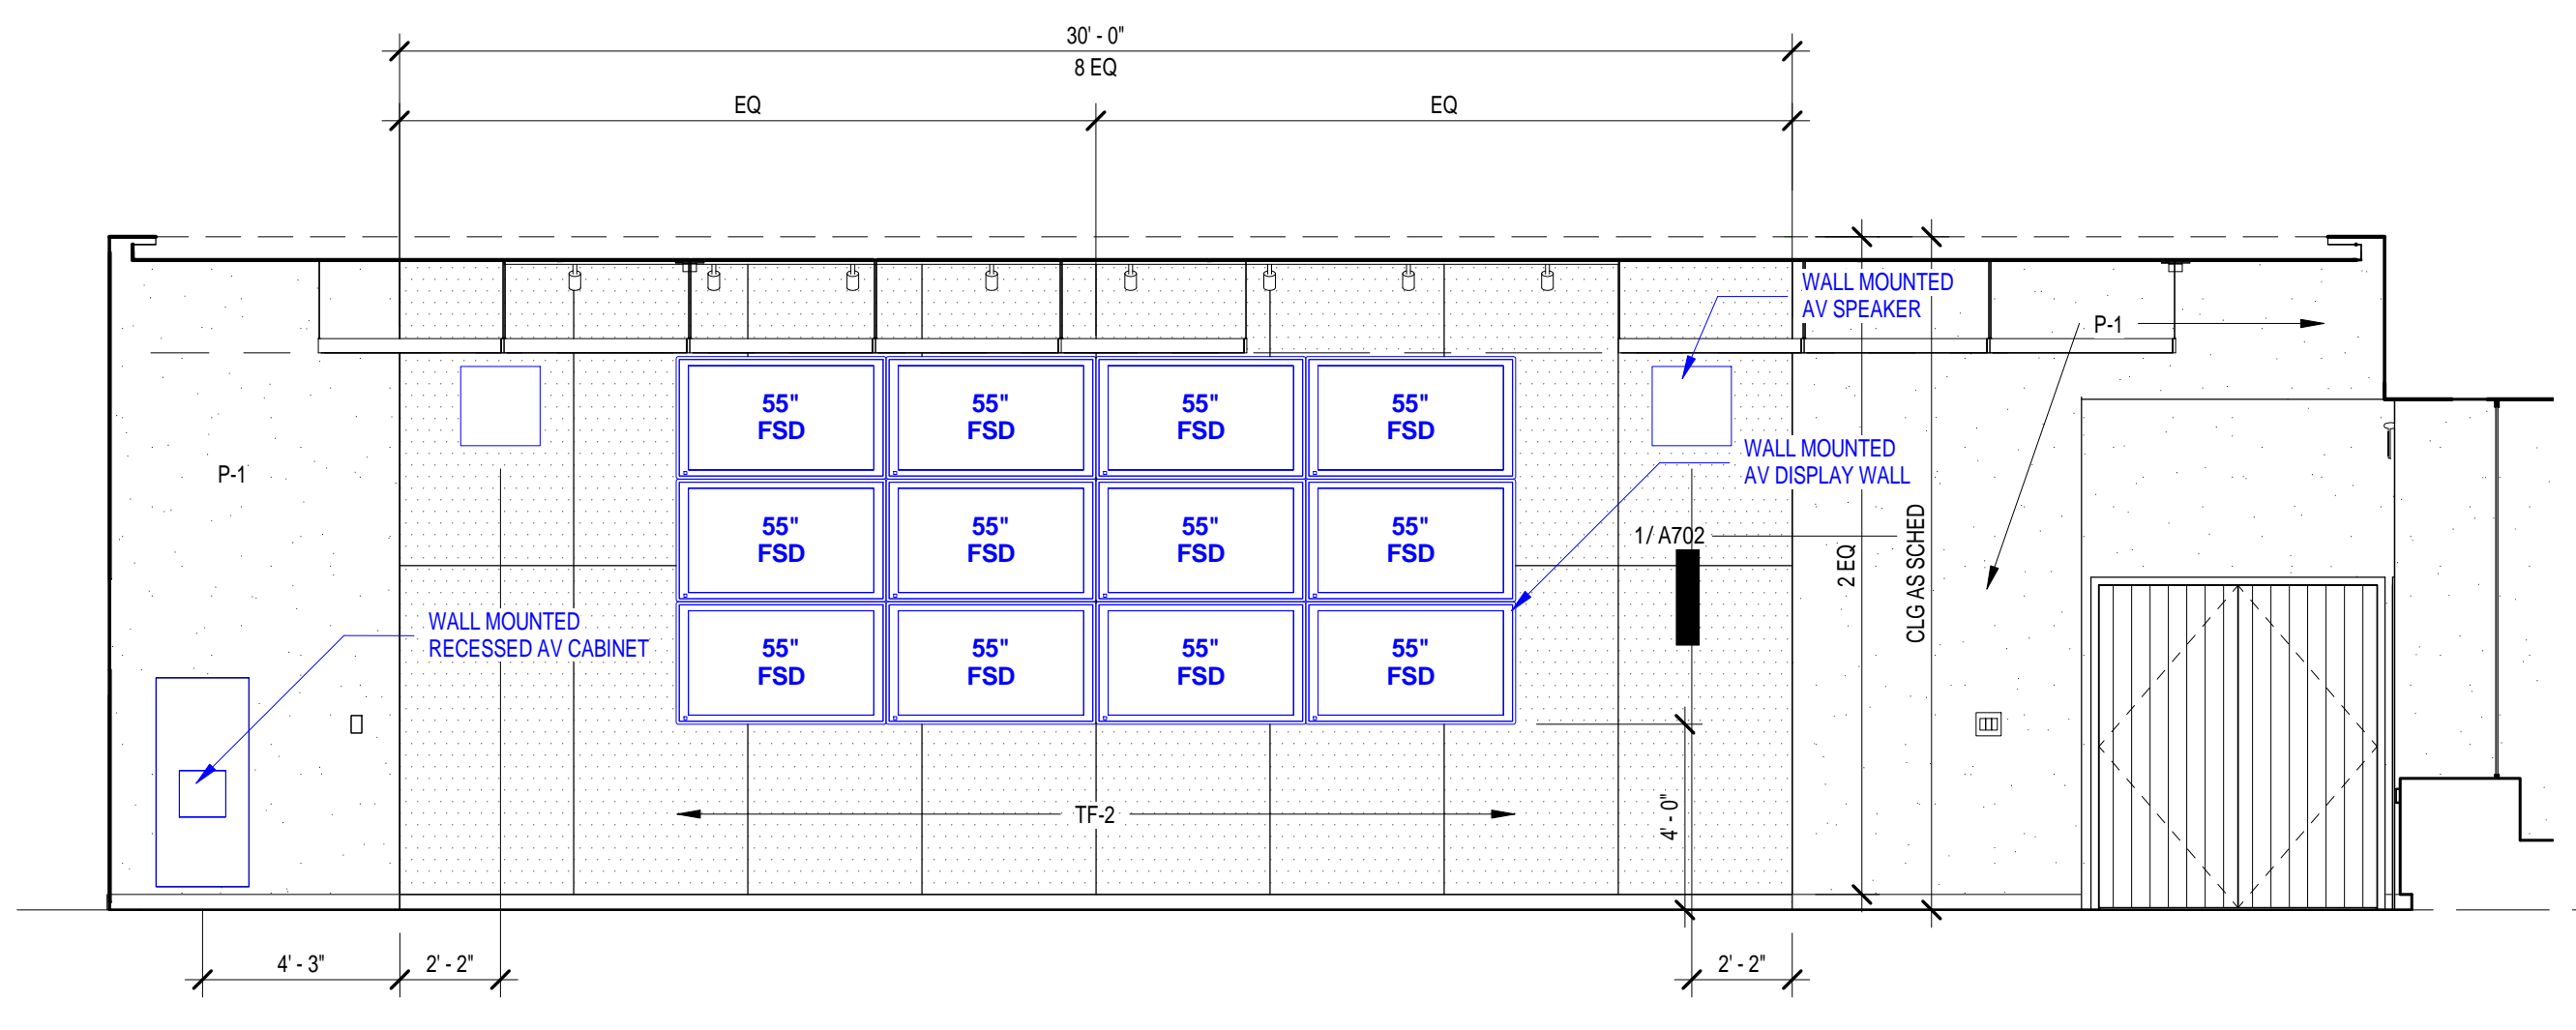 30' - 0"
8 EQ
EQ
EQ
WALL MOUNTED
AV SPEAKER
P-1
55"
FSD
55"
FSD
55"
FSD
55"
FSD
WALL MOUNTED
AV DISPLAY WALL
P-1
55"
FSD
55"
FSD
55"
FSD
55"
FSD
1/ A702
2 EQ
CLG AS SCHED
WALL MOUNTED
RECESSED AV CABINET
55"
FSD
55"
FSD
55"
FSD
55"
FSD
TF-2
4' - 0"
4' - 3"
2' - 2"
2' - 2"